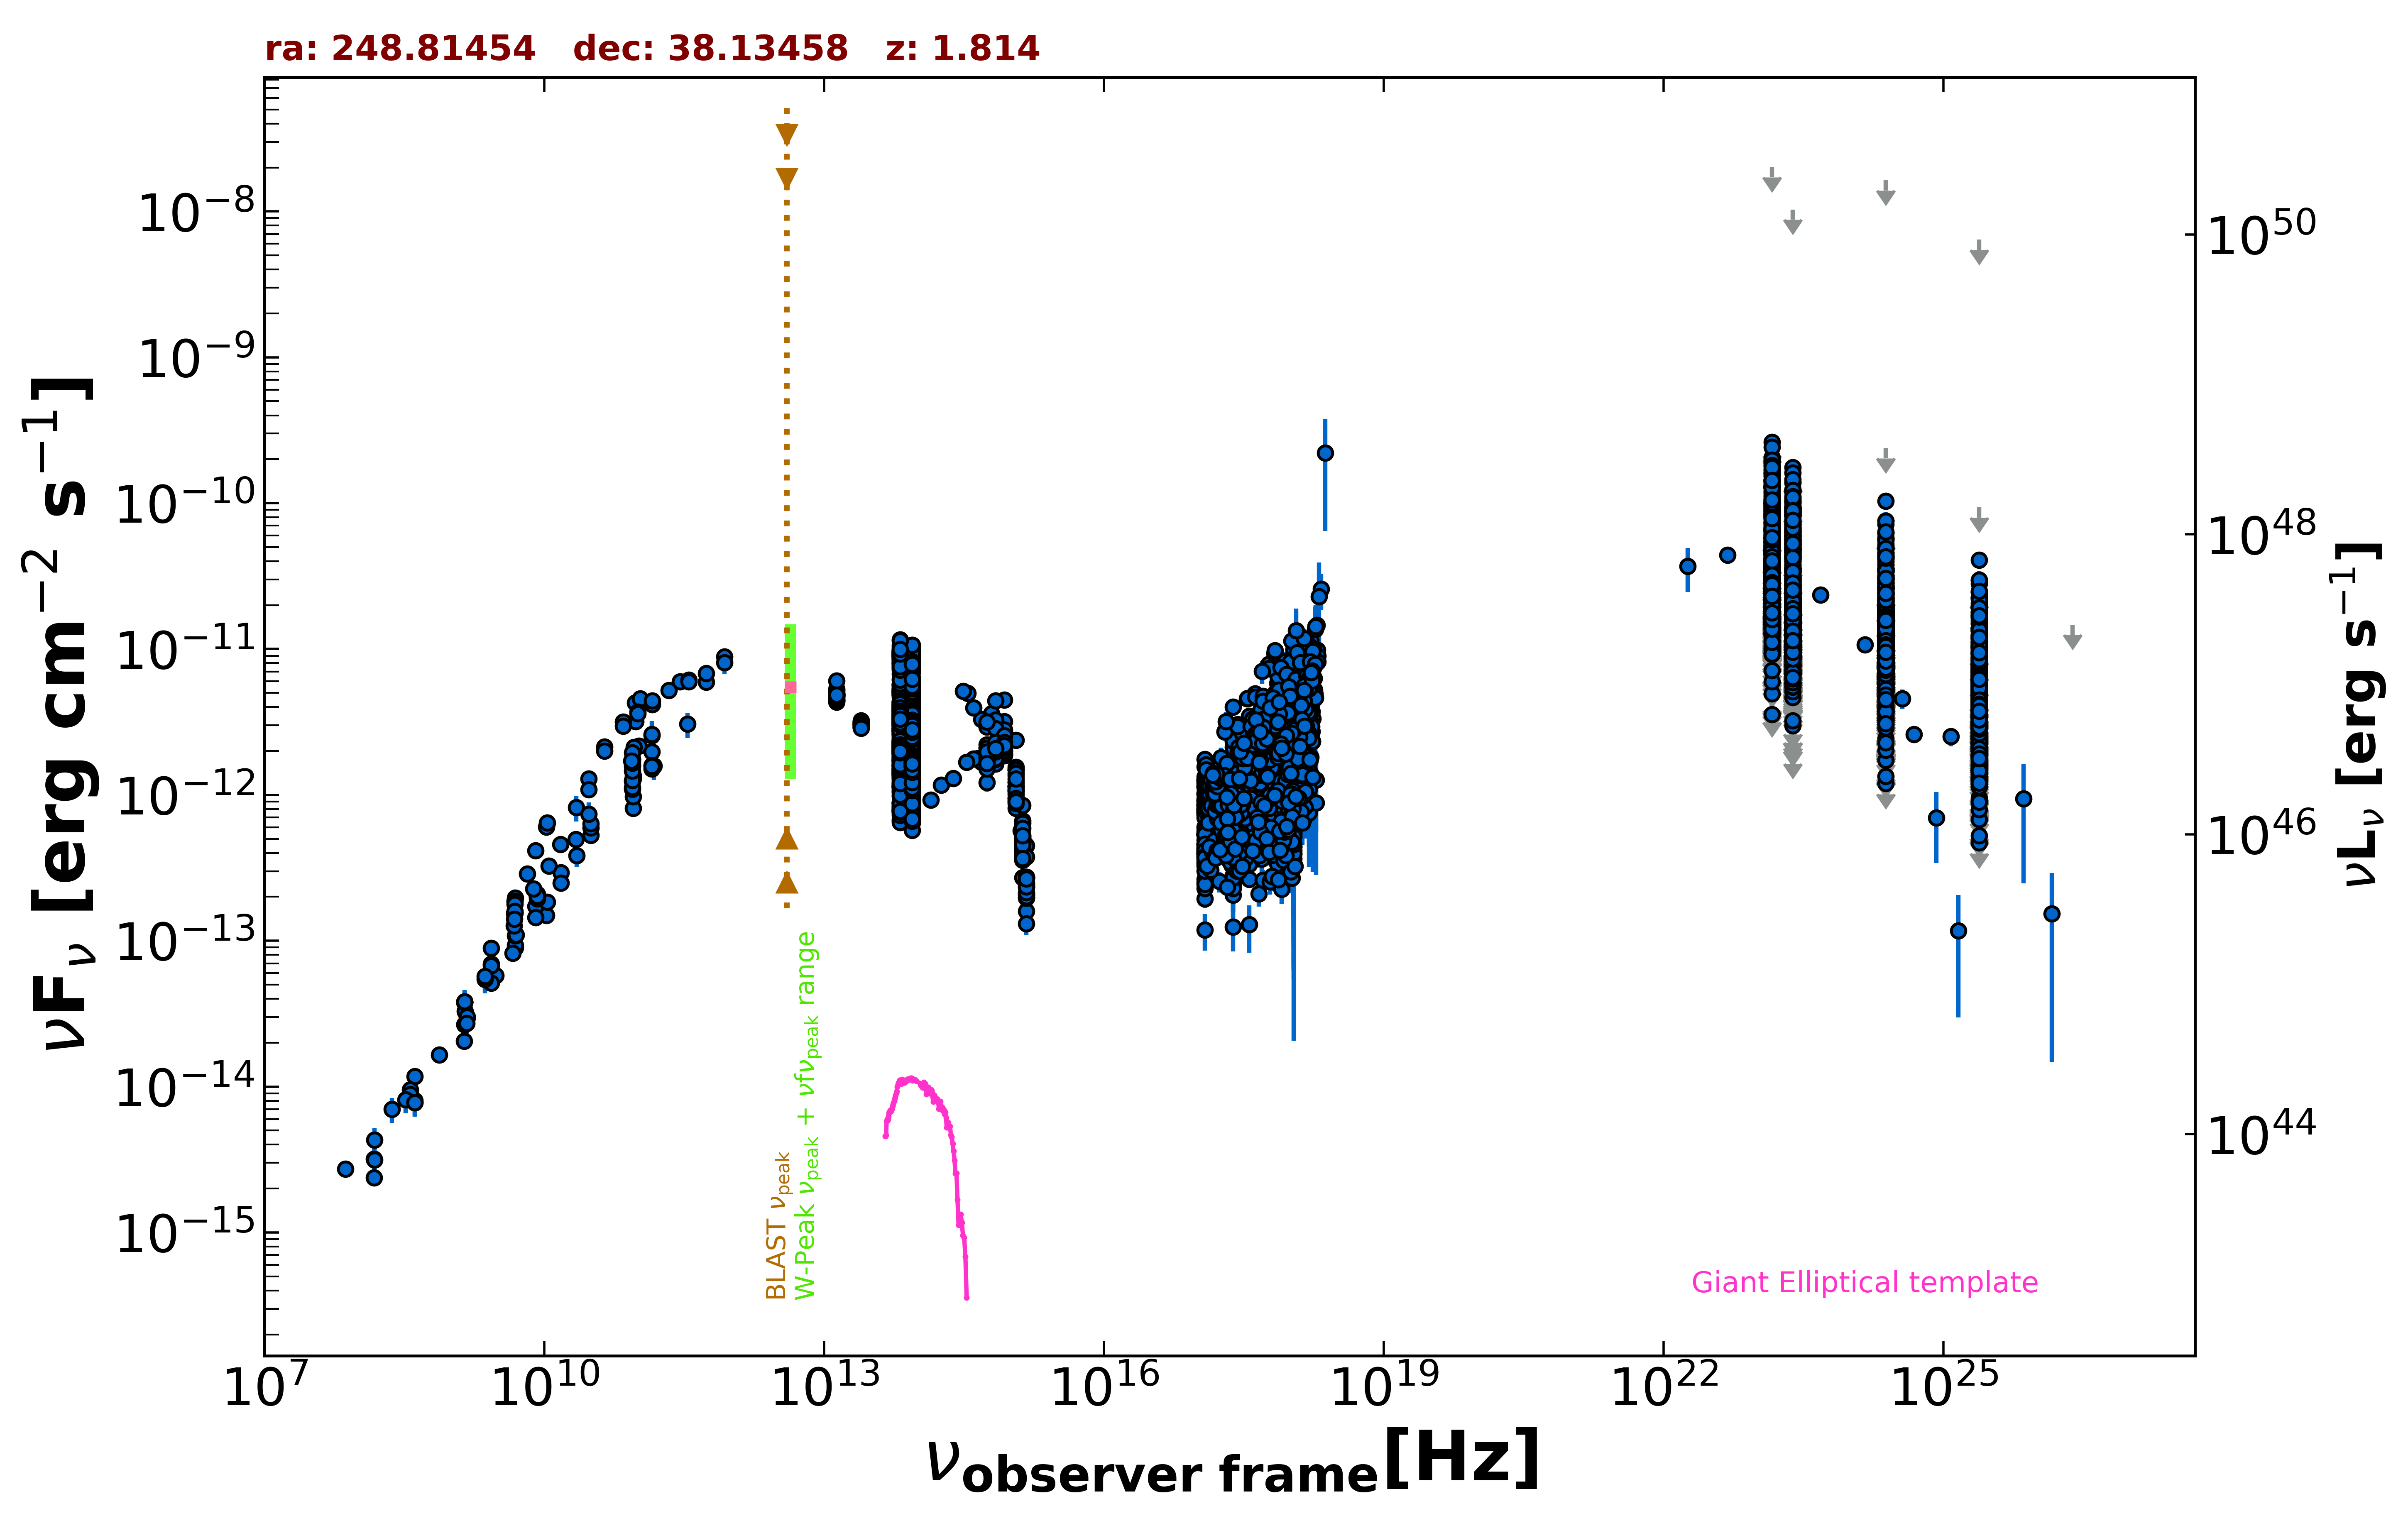 ra: 248.81454 dec: 38.13458 z: 1.814
νF_ν [erg cm^−2 s^−1]
10^−8
10^−9
10^−10
10^−11
10^−12
10^−13
10^−14
10^−15
10^50
10^48
10^46
10^44
νL_ν [erg s^−1]
BLAST ν_peak
W-Peak ν_peak + νfν_peak range
Giant Elliptical template
10^7 10^10 10^13 10^16 10^19 10^22 10^25
ν_observer frame [Hz]